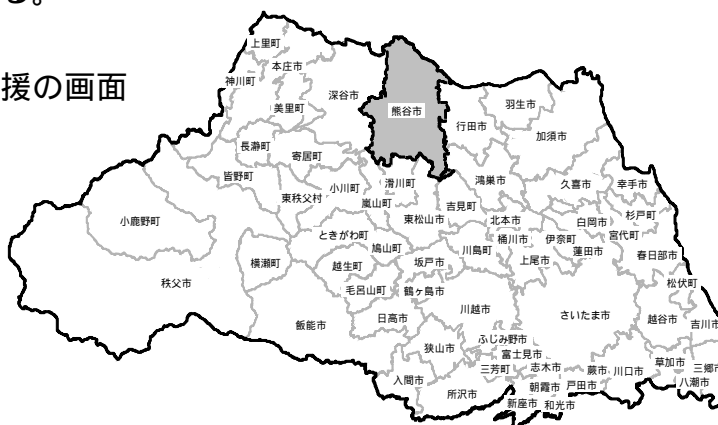 る。
援の画面
上里町
本庄市
神川町
美里町
深谷市
熊谷市
行田市
羽生市
加須市
長瀞町
寄居町
皆野町
東秩父村
小川町
滑川町
嵐山町
東松山市
吉見町
鴻巣市
久喜市
幸手市
小鹿野町
秩父市
横瀬町
ときがわ町
鳩山町
越生町
毛呂山町
坂戸市
鶴ヶ島市
川島町
北本市
桶川市
上尾市
伊奈町
蓮田市
白岡市
宮代町
杉戸町
春日部市
松伏町
日高市
飯能市
川越市
さいたま市
越谷市
吉川市
狭山市
ふじみ野市
富士見市
三芳町
志木市
入間市
所沢市
朝霞市
新座市
和光市
戸田市
蕨市
川口市
草加市
八潮市
三郷市